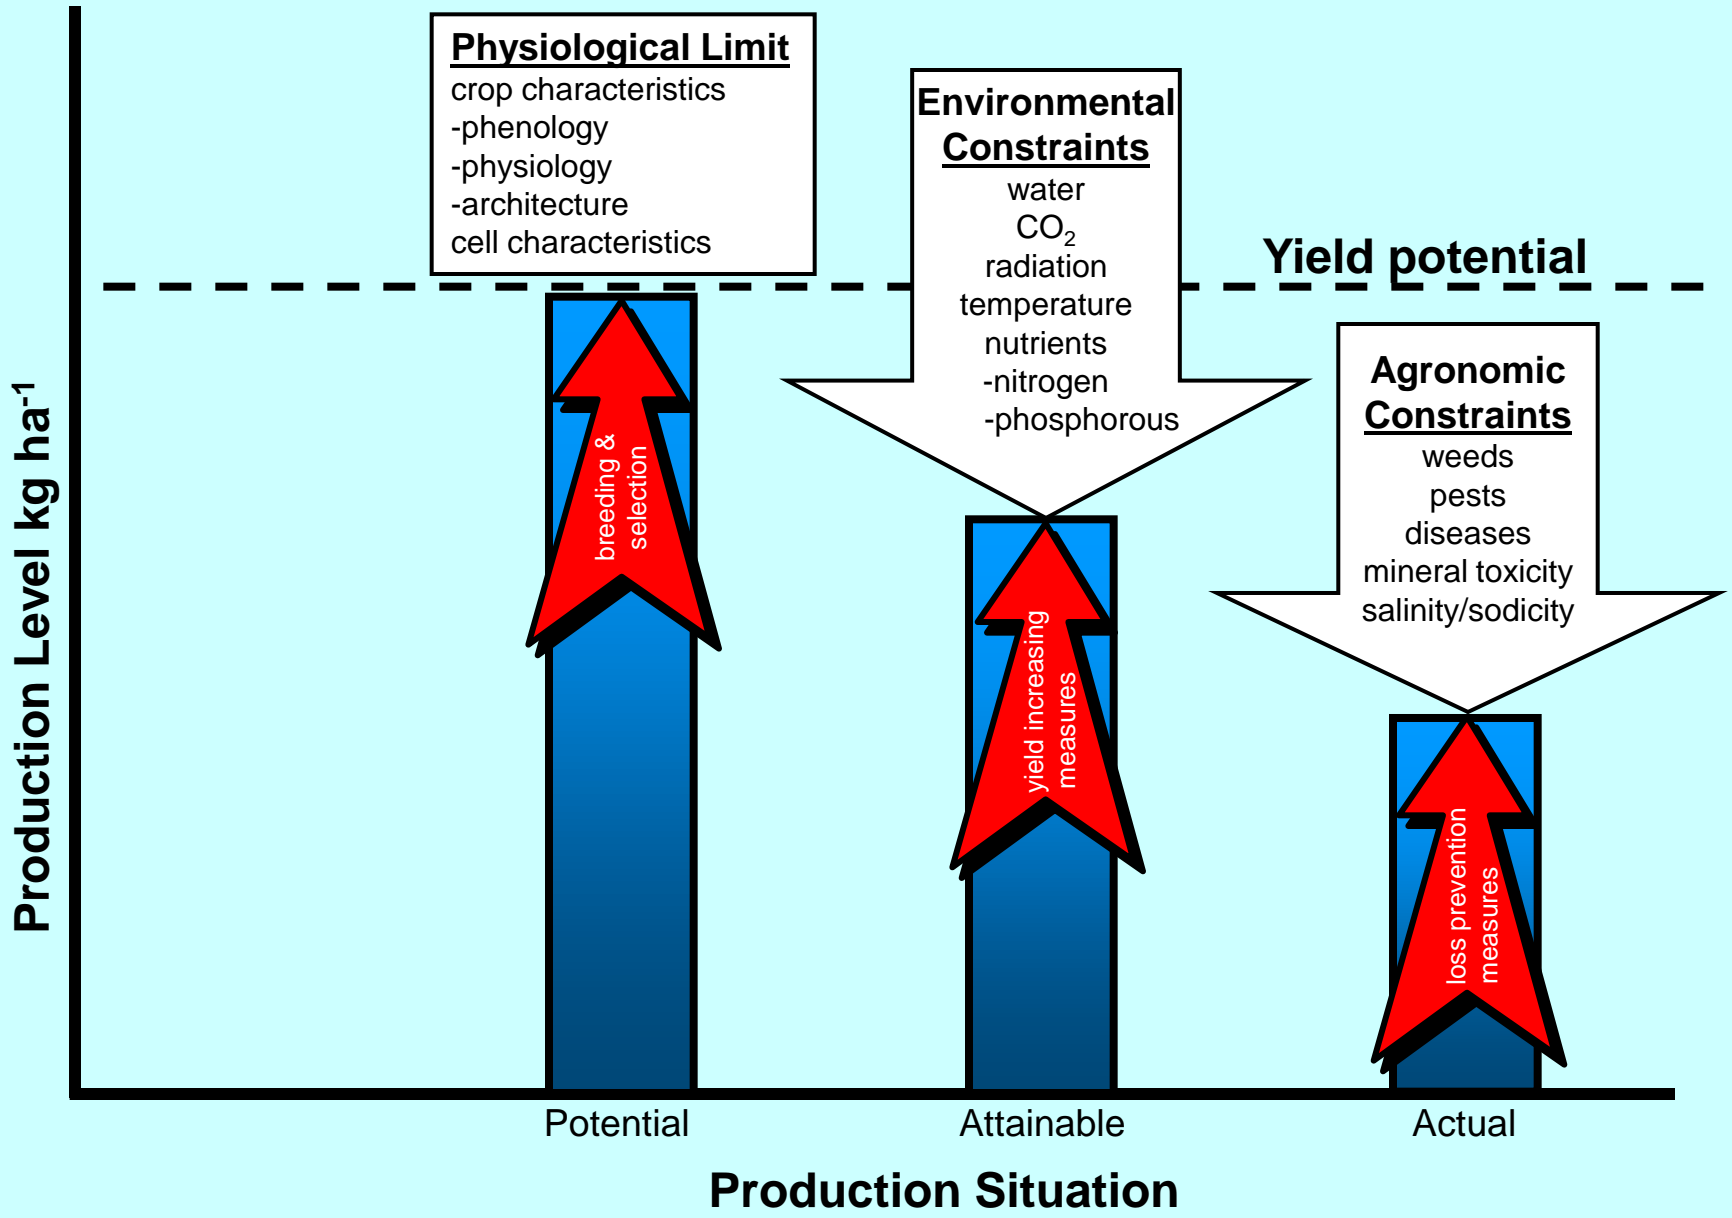 Physiological Limit
crop characteristics
-phenology
-physiology
-architecture
cell characteristics
Environmental
Constraints
water
CO₂
radiation
temperature
nutrients
-nitrogen
-phosphorous
Yield potential
Agronomic
Constraints
weeds
pests
diseases
mineral toxicity
salinity/sodicity
Production Level kg ha⁻¹
breeding &
selection
yield increasing
measures
loss prevention
measures
Potential
Attainable
Actual
Production Situation